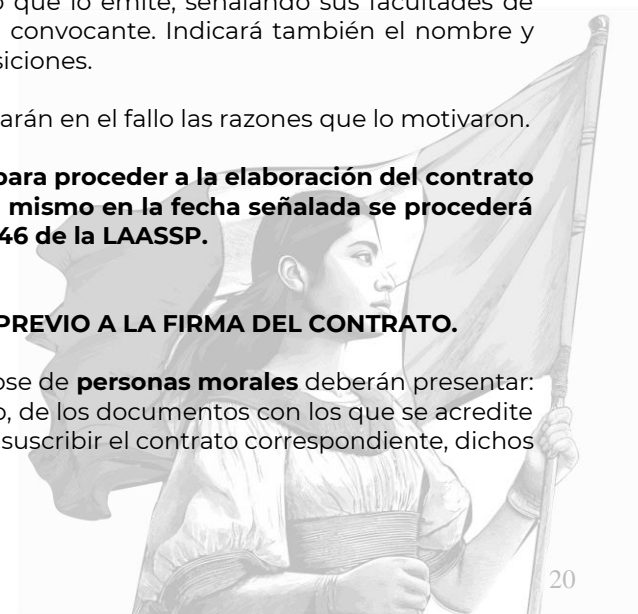 o que lo emite, señalando sus facultades de
convocante. Indicará también el nombre y
siciones.
arán en el fallo las razones que lo motivaron.
para proceder a la elaboración del contrato
mismo en la fecha señalada se procederá
46 de la LAASSP.
PREVIO A LA FIRMA DEL CONTRATO.
ose de personas morales deberán presentar:
o, de los documentos con los que se acredite
suscribir el contrato correspondiente, dichos
20